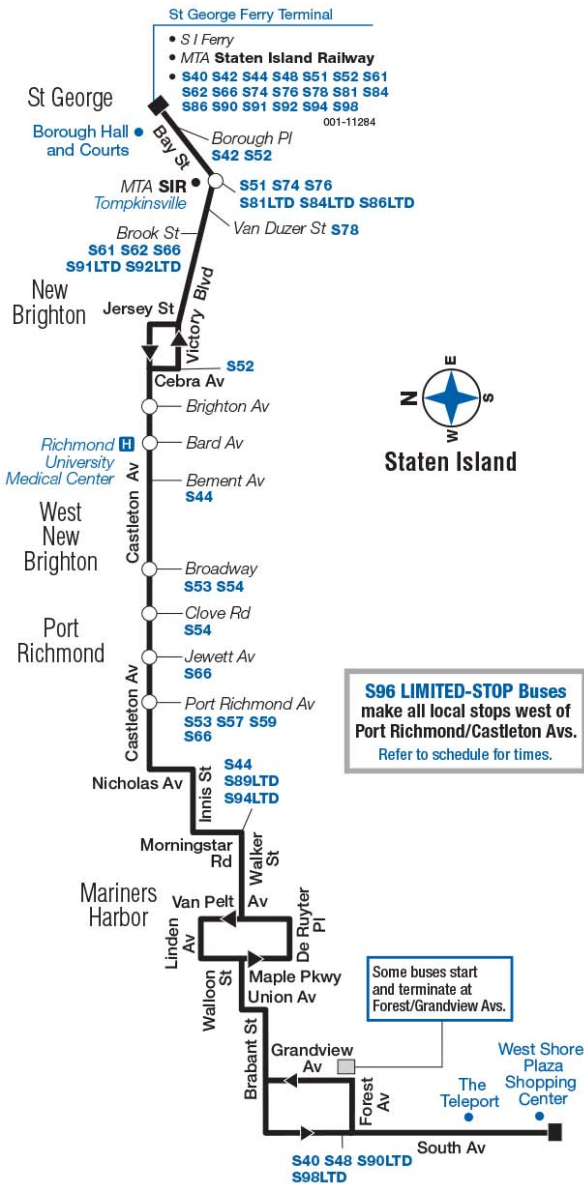 St George Ferry Terminal
• S I Ferry
• MTA Staten Island Railway
• S40 S42 S44 S48 S51 S52 S61
S62 S66 S74 S76 S78 S81 S84
S86 S90 S91 S92 S94 S98
001-11284
St George
Borough Hall
and Courts
Bay St
Borough Pl
S42 S52
MTA SIR
Tompkinsville
S51 S74 S76
S81LTD S84LTD S86LTD
Van Duzer St S78
Brook St
S61 S62 S66
S91LTD S92LTD
New
Brighton
Jersey St
Victory Blvd
S52
Cebra Av
Brighton Av
Richmond H
University
Medical Center
Bard Av
Castleton Av
Bement Av
S44
N
E
S
W
Staten Island
West
New
Brighton
Broadway
S53 S54
Clove Rd
S54
Port
Richmond
Jewett Av
S66
Castleton Av
Port Richmond Av
S53 S57 S59
S66
S96 LIMITED-STOP Buses
make all local stops west of
Port Richmond/Castleton Avs.
Refer to schedule for times.
Nicholas Av
Innis St
S44
S89LTD
S94LTD
Morningstar
Rd
Walker
St
Mariners
Harbor
Van Pelt Av
Linden
Av
De Ruyter
Pl
Walloon
St
Maple Pkwy
Union Av
Some buses start
and terminate at
Forest/Grandview Avs.
Brabant St
Grandview
Av
Forest
Av
The
Teleport
West Shore
Plaza
Shopping
Center
South Av
S40 S48 S90LTD
S98LTD